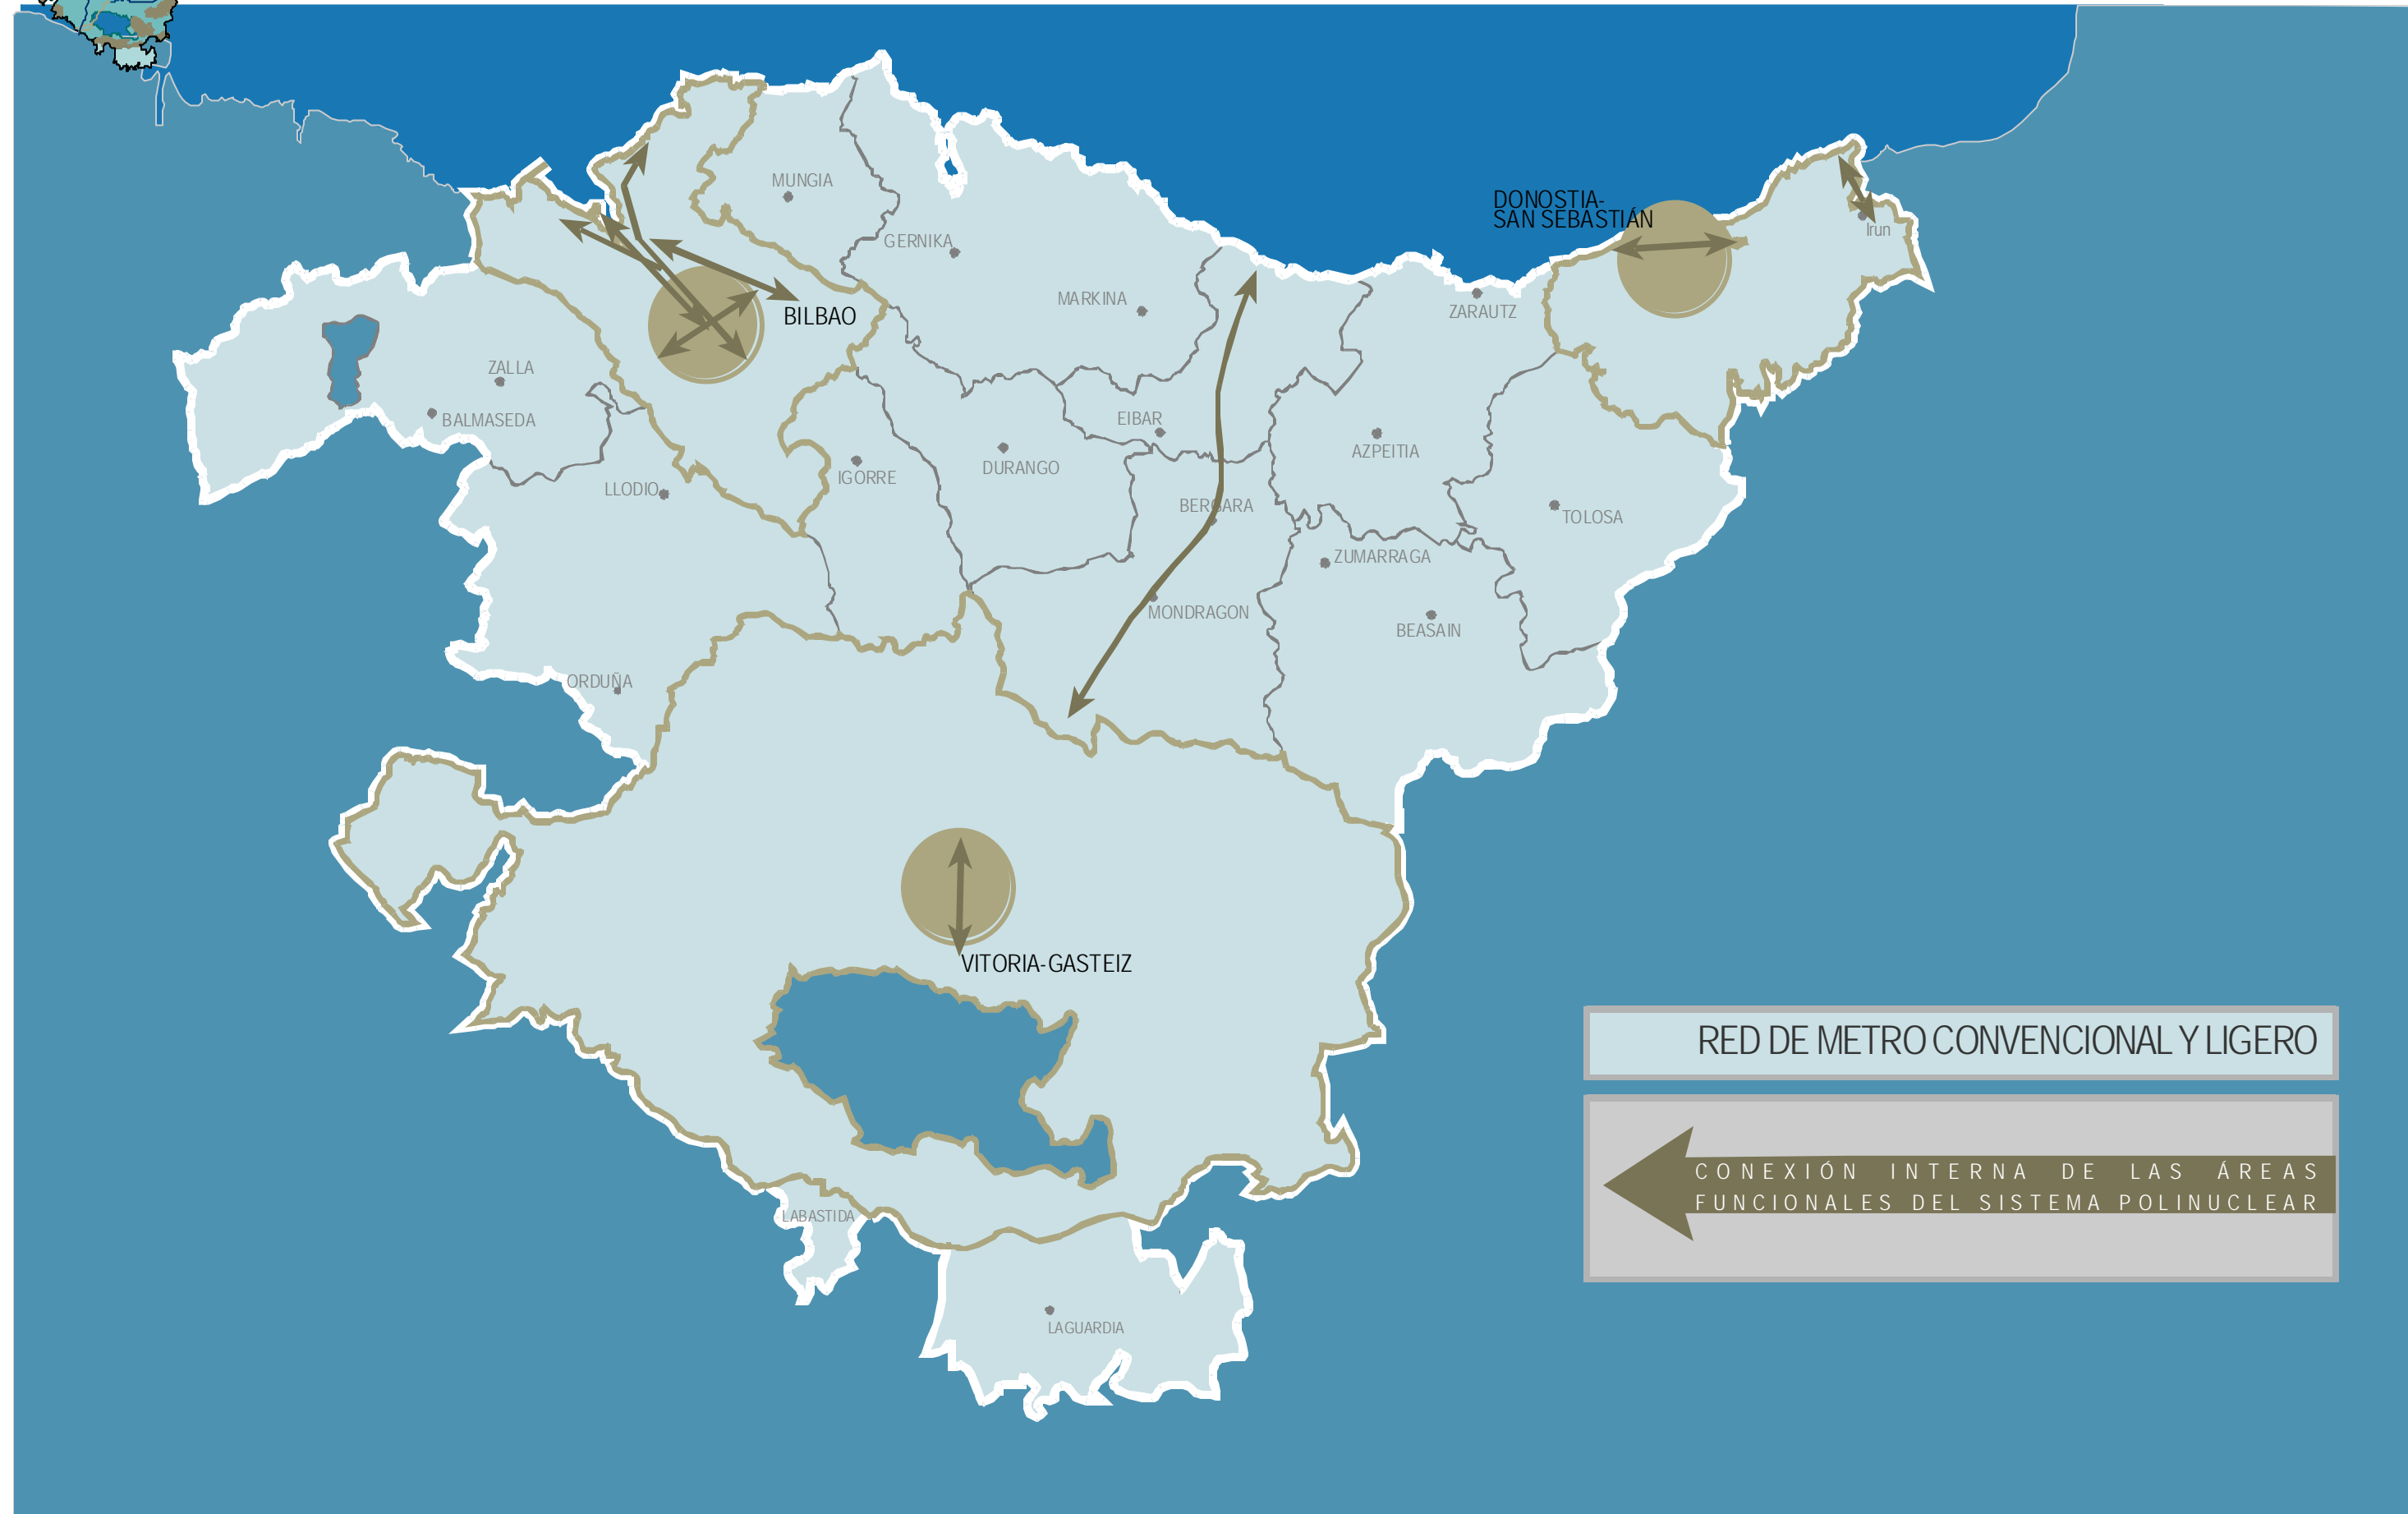 MUNGIA
DONOSTIA-
SAN SEBASTIÁN
Irun
GERNIKA
MARKINA
ZARAUTZ
BILBAO
ZALLA
BALMASEDA
EIBAR
AZPEITIA
DURANGO
IGORRE
LLODIO
BERGARA
TOLOSA
ZUMARRAGA
MONDRAGON
BEASAIN
ORDUÑA
VITORIA-GASTEIZ
RED DE METRO CONVENCIONAL Y LIGERO
CONEXIÓN INTERNA DE LAS ÁREAS
FUNCIONALES DEL SISTEMA POLINUCLEAR
LABASTIDA
LAGUARDIA